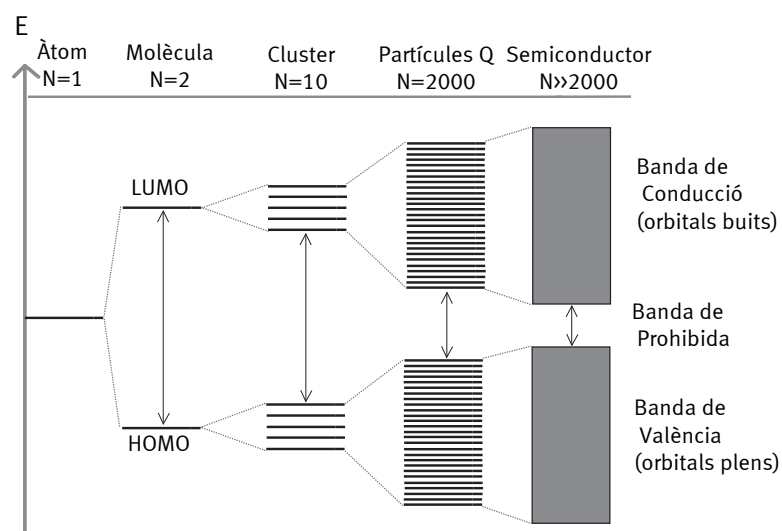 E
Àtom
N=1
Molècula
N=2
Cluster
N=10
Partícules Q
N=2000
Semiconductor
N»2000
LUMO
HOMO
Banda de
Conducció
(orbitals buits)
Banda de
Prohibida
Banda de
València
(orbitals plens)